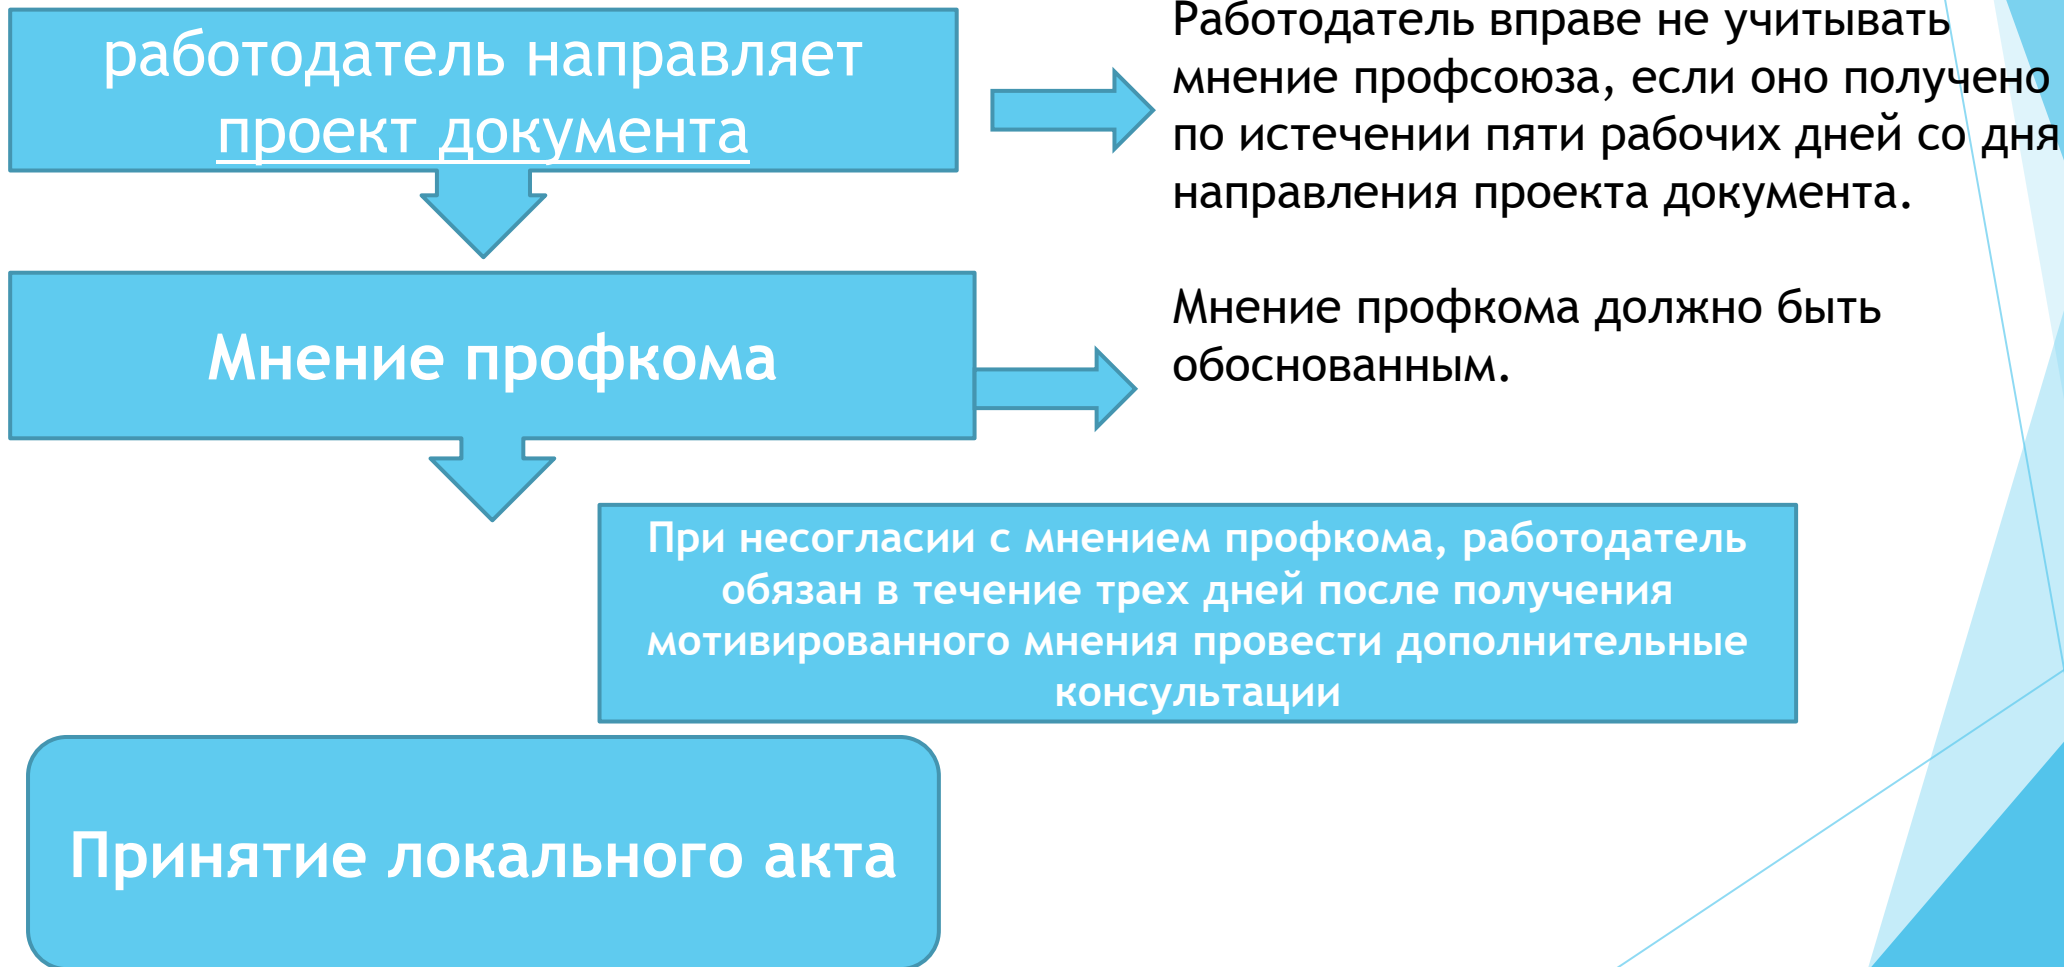 работодатель направляет
проект документа
Работодатель вправе не учитывать
мнение профсоюза, если оно получено
по истечении пяти рабочих дней со дня
направления проекта документа.
Мнение профкома
Мнение профкома должно быть
обоснованным.
При несогласии с мнением профкома, работодатель
обязан в течение трех дней после получения
мотивированного мнения провести дополнительные
консультации
Принятие локального акта